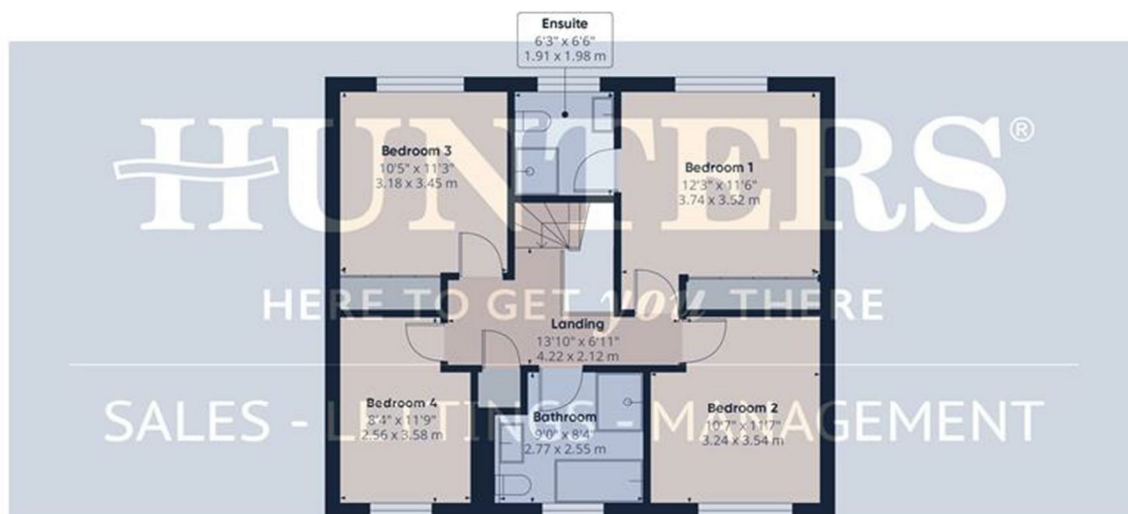 Ensuite
6'3" x 6'6"
1.91 x 1.98 m
HUNTERS®
Bedroom 3
10'5" x 11'3"
3.18 x 3.45 m
Bedroom 1
12'3" x 11'6"
3.74 x 3.52 m
HERE TO GET you THERE
Landing
13'10" x 6'11"
4.22 x 2.12 m
SALES - LETTINGS - MANAGEMENT
Bedroom 4
8'4" x 11'9"
2.56 x 3.58 m
Bathroom
9'0" x 8'4"
2.77 x 2.55 m
Bedroom 2
10'7" x 11'7"
3.24 x 3.54 m